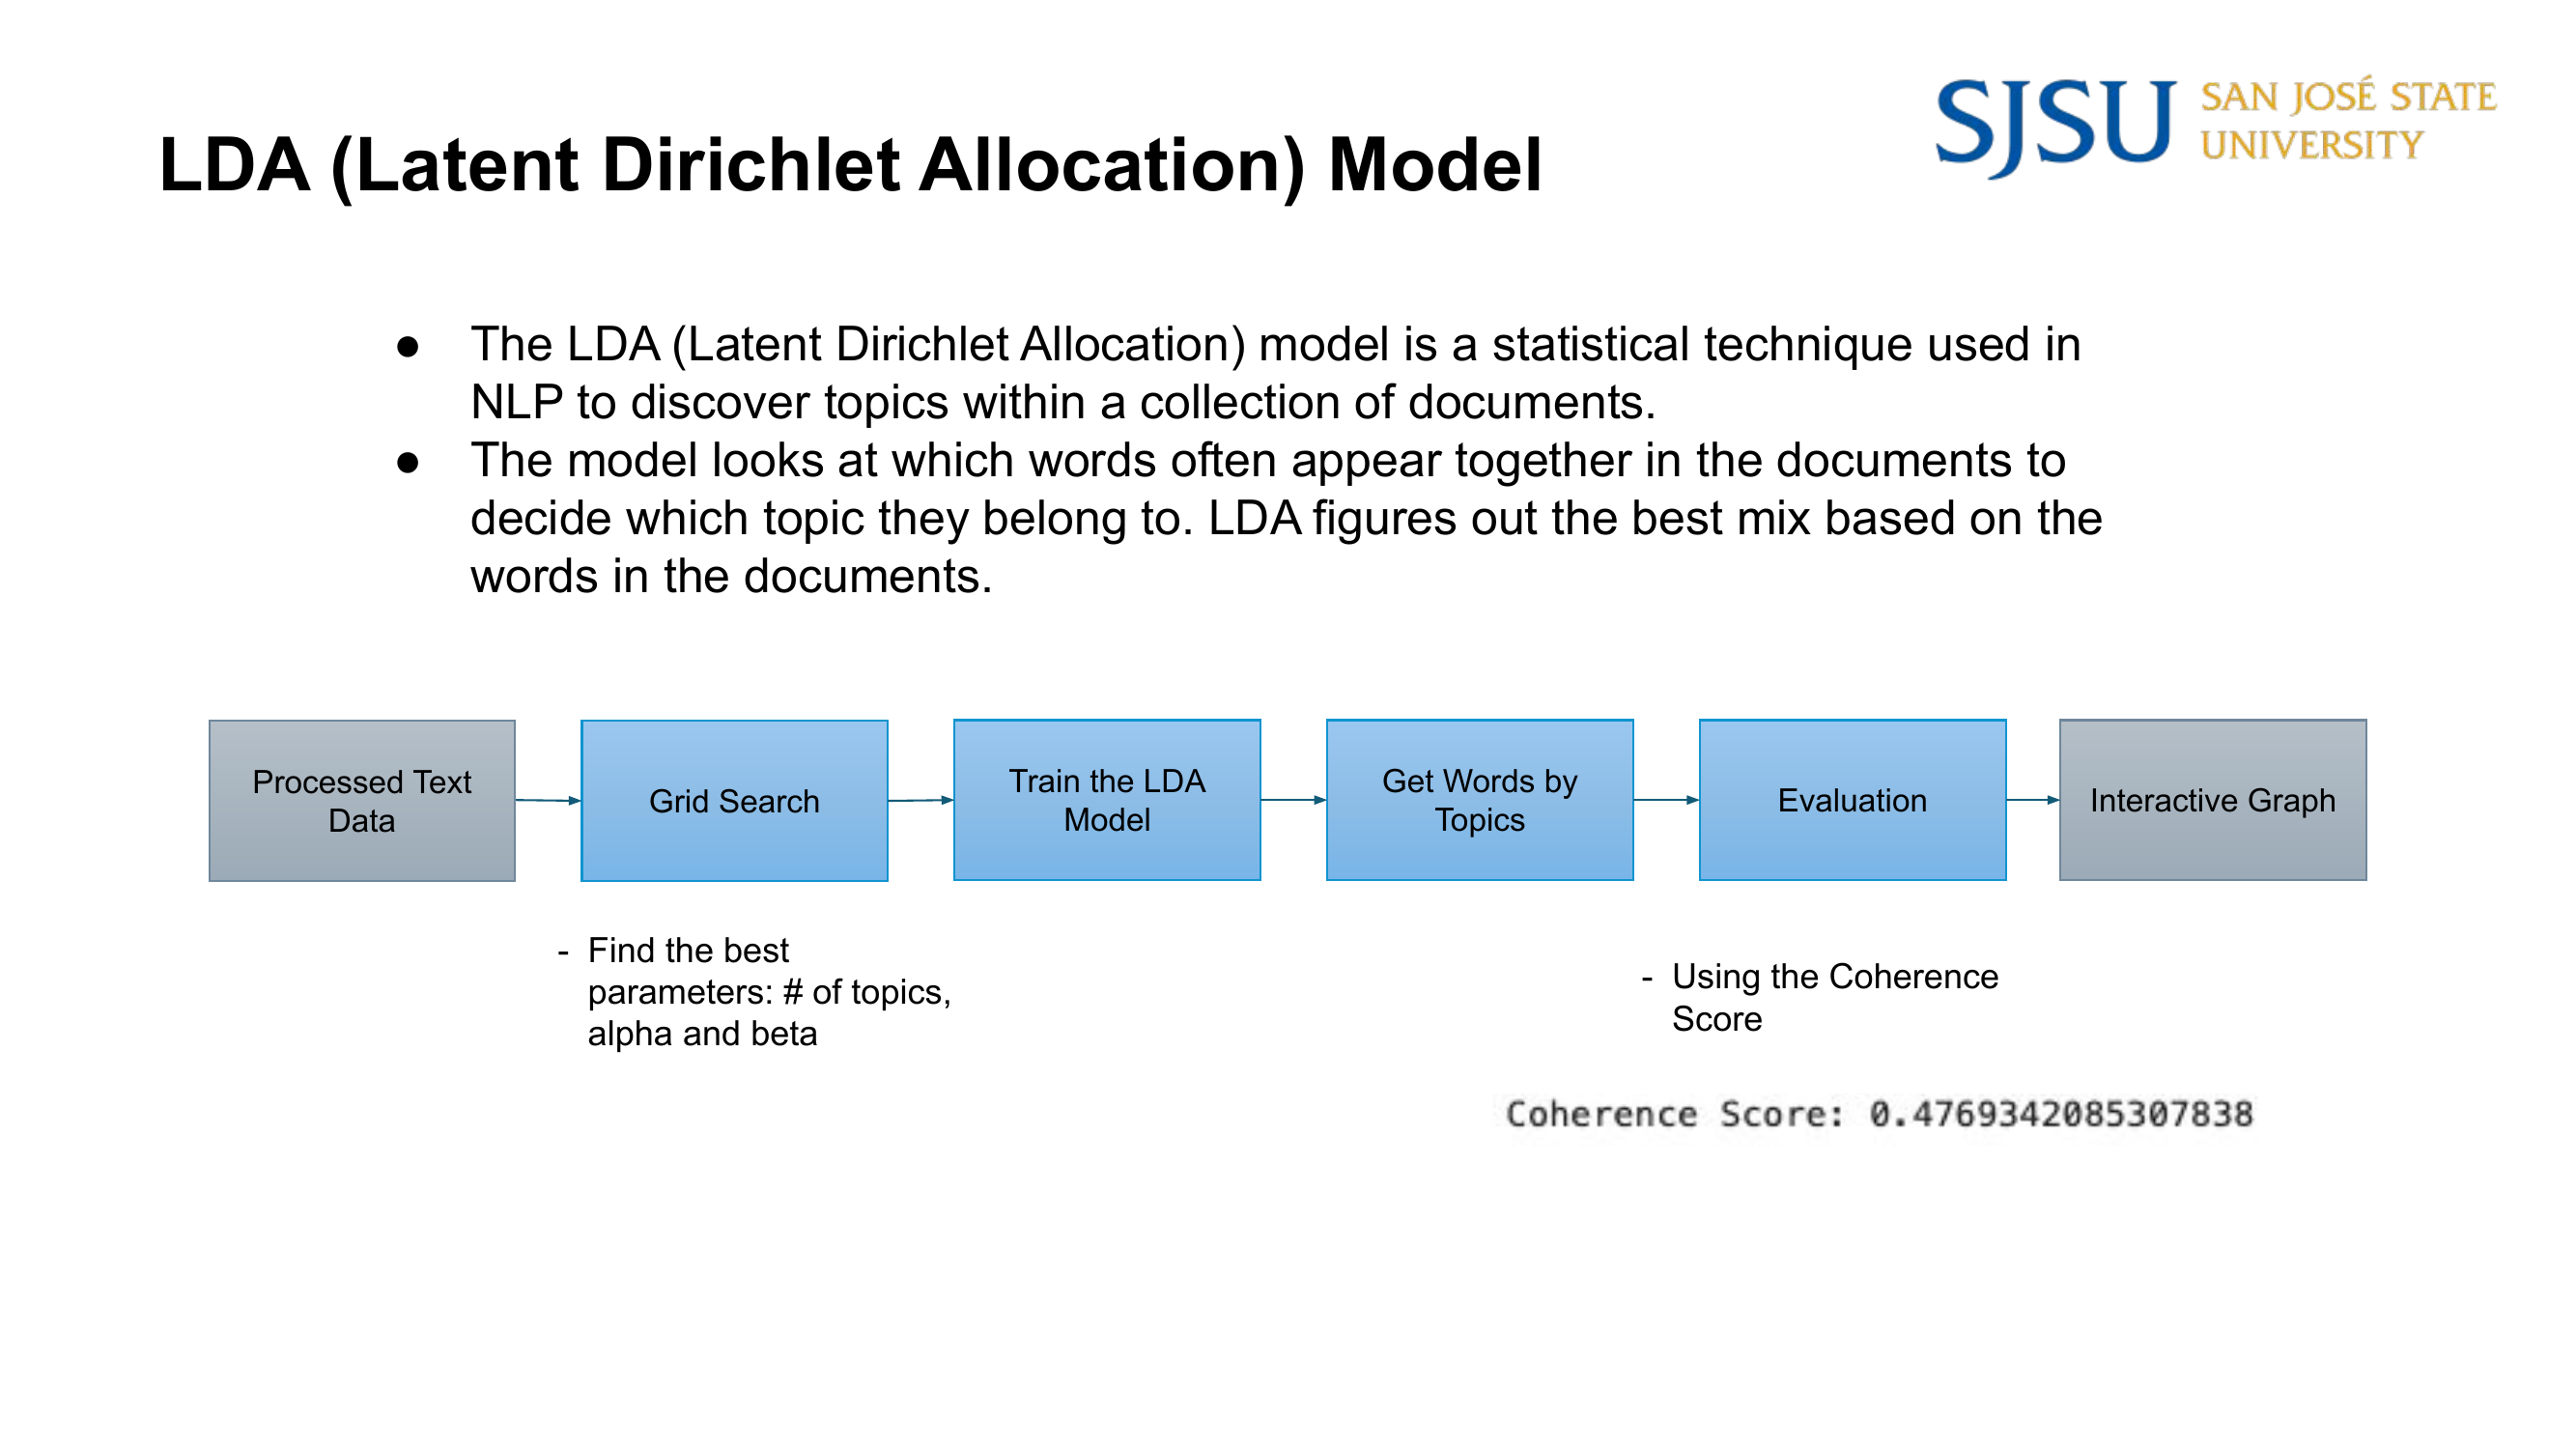 SJSU SAN JOSÉ STATE
UNIVERSITY
LDA (Latent Dirichlet Allocation) Model
● The LDA (Latent Dirichlet Allocation) model is a statistical technique used in
NLP to discover topics within a collection of documents.
● The model looks at which words often appear together in the documents to
decide which topic they belong to. LDA figures out the best mix based on the
words in the documents.
Processed Text
Data
Grid Search
Train the LDA
Model
Get Words by
Topics
Evaluation
Interactive Graph
- Find the best
parameters: # of topics,
alpha and beta
- Using the Coherence
Score
Coherence Score: 0.4769342085307838